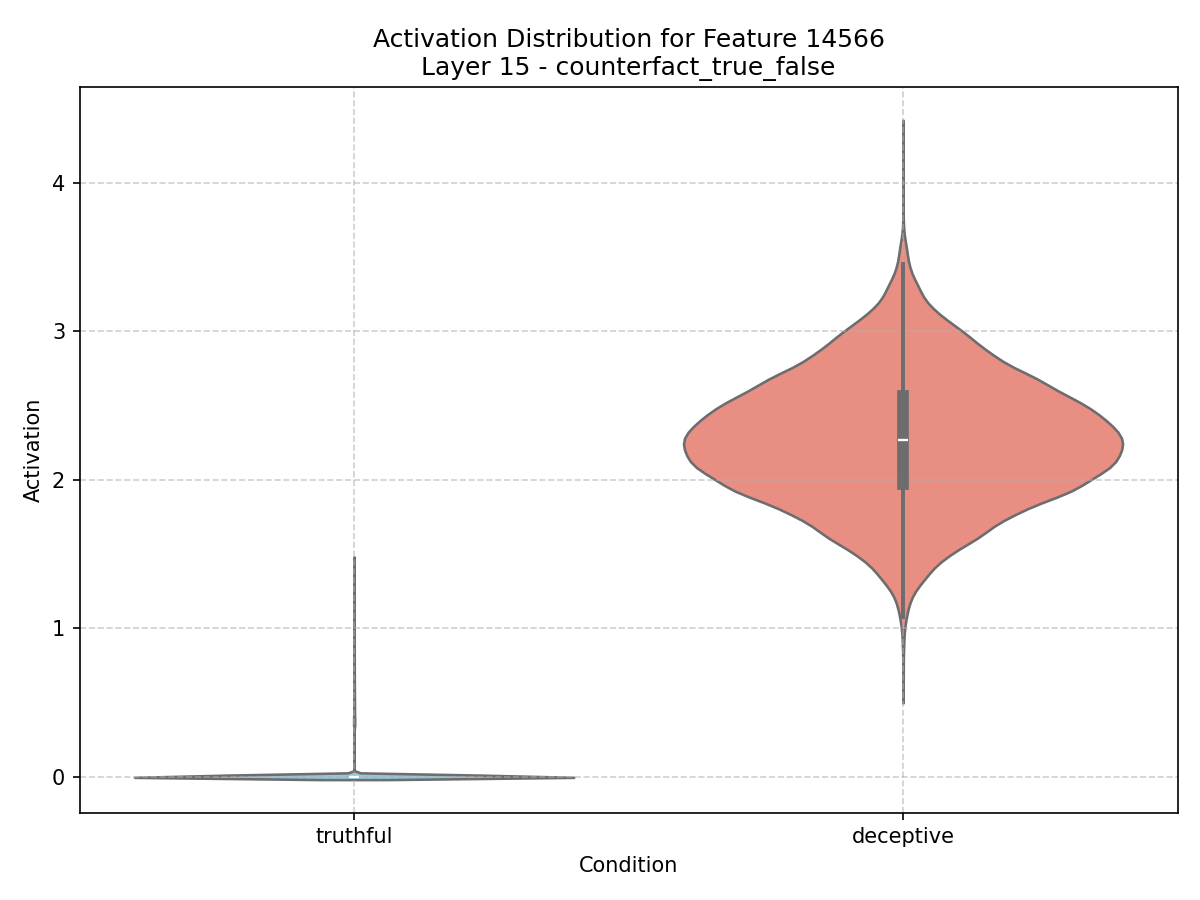 Activation Distribution for Feature 14566
Layer 15 - counterfact_true_false
4
3
2
1
0
Activation
truthful
deceptive
Condition